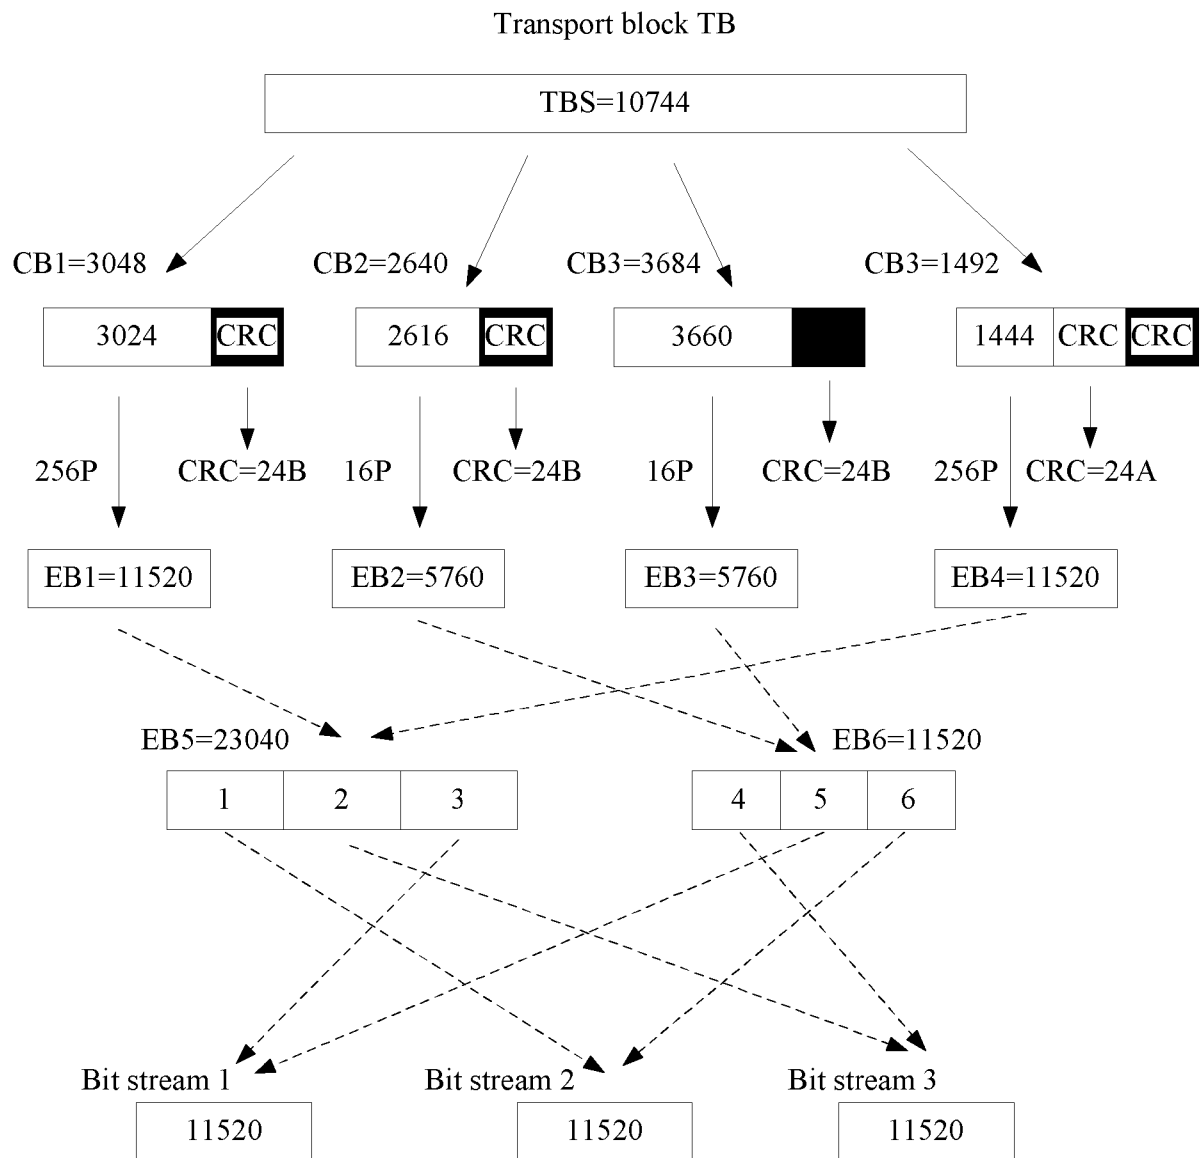 Transport block TB
TBS=10744
CB1=3048 CB2=2640 CB3=3684 CB3=1492
3024 CRC 2616 CRC 3660 1444 CRC CRC
256P CRC=24B 16P CRC=24B 16P CRC=24B 256P CRC=24A
EB1=11520 EB2=5760 EB3=5760 EB4=11520
EB5=23040 EB6=11520
1 2 3 4 5 6
Bit stream 1 Bit stream 2 Bit stream 3
11520 11520 11520